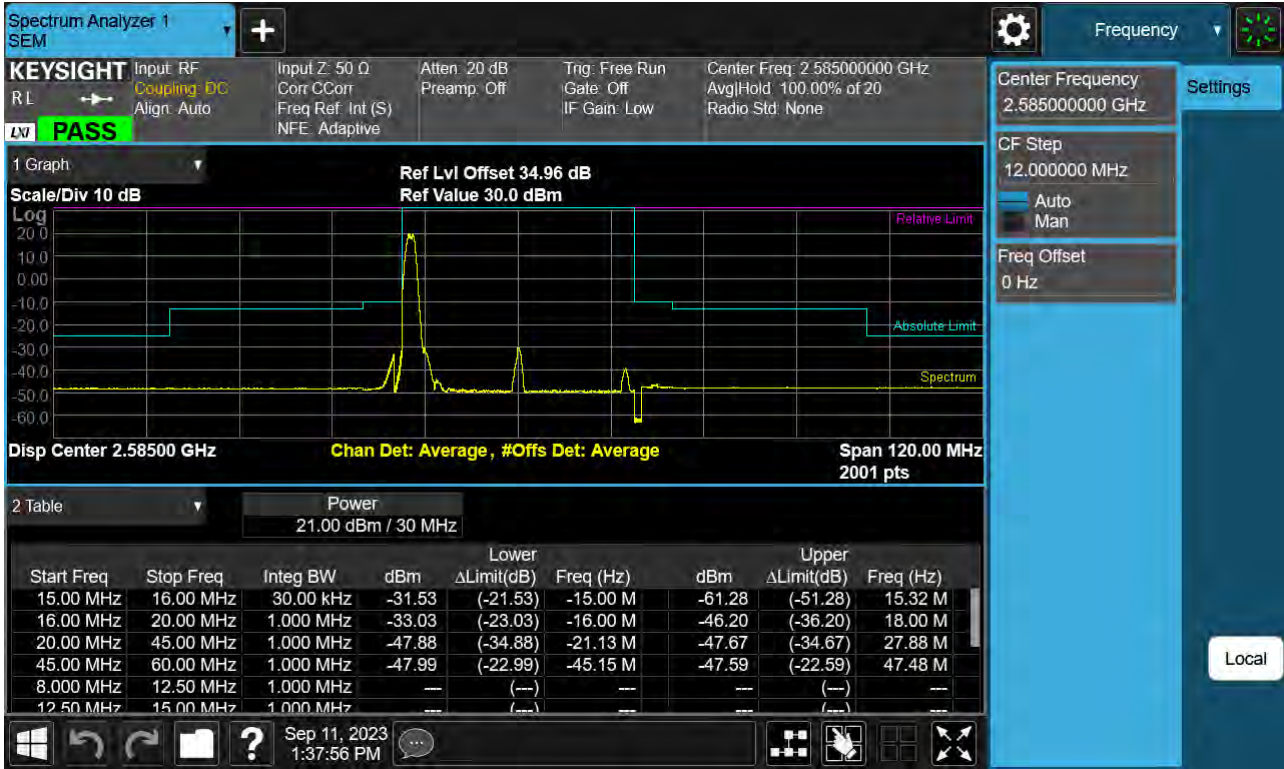 Spectrum Analyzer 1
SEM
Frequency
KEYSIGHT
R L
LXI PASS
Input: RF
Coupling: DC
Align: Auto
Input Z: 50 Ω
Corr CCorr
Freq Ref: Int (S)
NFE: Adaptive
Atten: 20 dB
Preamp: Off
Trig: Free Run
Gate: Off
IF Gain: Low
Center Freq: 2.585000000 GHz
Avg|Hold: 100.00% of 20
Radio Std: None
1 Graph
Scale/Div 10 dB
Ref Lvl Offset 34.96 dB
Ref Value 30.0 dBm
Log
20.0
10.0
0.00
-10.0
-20.0
-30.0
-40.0
-50.0
-60.0
Relative Limit
Absolute Limit
Spectrum
Disp Center 2.58500 GHz
Chan Det: Average, #Offs Det: Average
Span 120.00 MHz
2001 pts
2 Table
Power
21.00 dBm / 30 MHz
Lower Upper
Start Freq Stop Freq Integ BW dBm ∆Limit(dB) Freq (Hz) dBm ∆Limit(dB) Freq (Hz)
15.00 MHz 16.00 MHz 30.00 kHz -31.53 (-21.53) -15.00 M -61.28 (-51.28) 15.32 M
16.00 MHz 20.00 MHz 1.000 MHz -33.03 (-23.03) -16.00 M -46.20 (-36.20) 18.00 M
20.00 MHz 45.00 MHz 1.000 MHz -47.88 (-34.88) -21.13 M -47.67 (-34.67) 27.88 M
45.00 MHz 60.00 MHz 1.000 MHz -47.99 (-22.99) -45.15 M -47.59 (-22.59) 47.48 M
8.000 MHz 12.50 MHz 1.000 MHz --- (---) --- --- (---) ---
12.50 MHz 15.00 MHz 1.000 MHz --- (---) --- --- (---) ---
Sep 11, 2023
1:37:56 PM
Center Frequency
2.585000000 GHz
CF Step
12.000000 MHz
Auto
Man
Freq Offset
0 Hz
Settings
Local